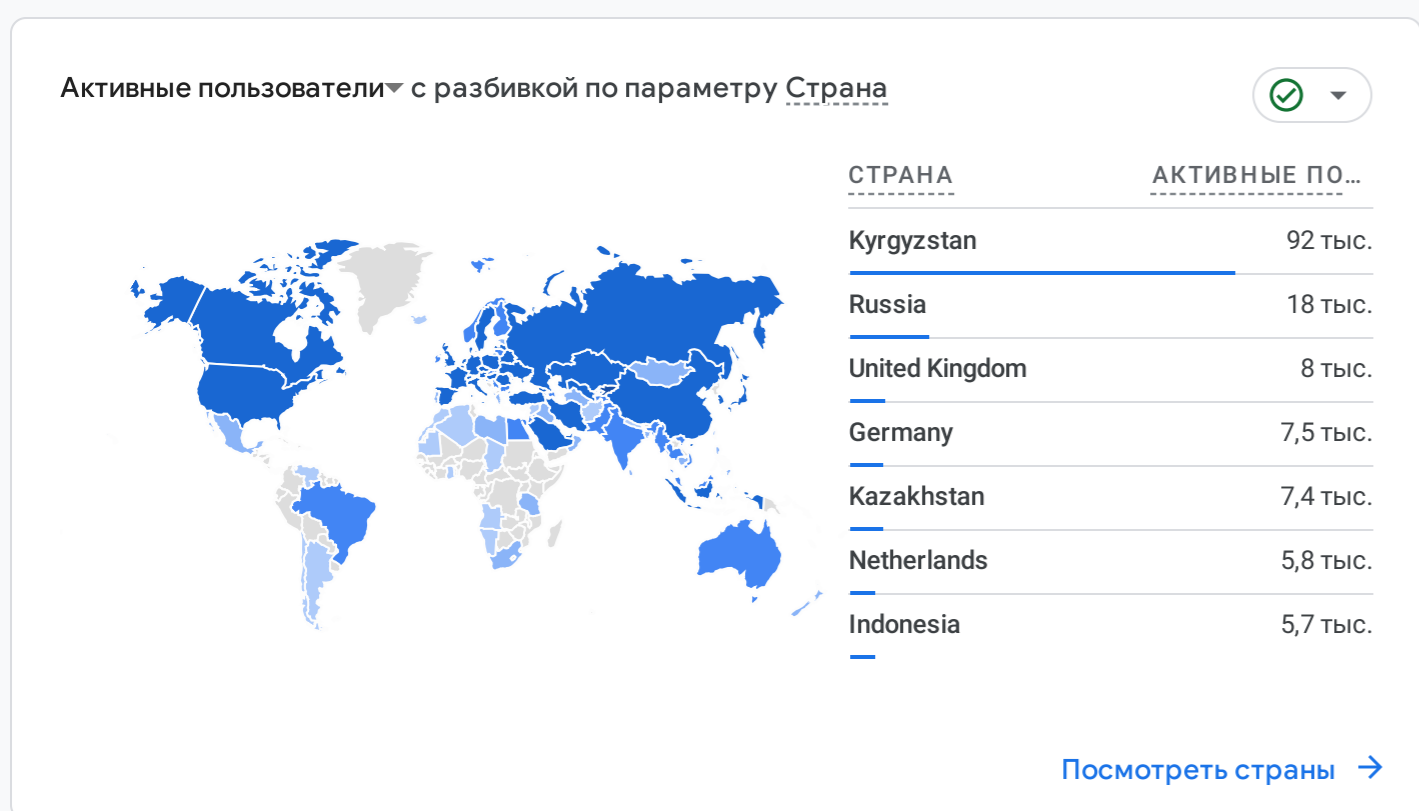 Активные пользователи с разбивкой по параметру Страна
СТРАНА АКТИВНЫЕ ПО…
Kyrgyzstan 92 тыс.
Russia 18 тыс.
United Kingdom 8 тыс.
Germany 7,5 тыс.
Kazakhstan 7,4 тыс.
Netherlands 5,8 тыс.
Indonesia 5,7 тыс.
Посмотреть страны